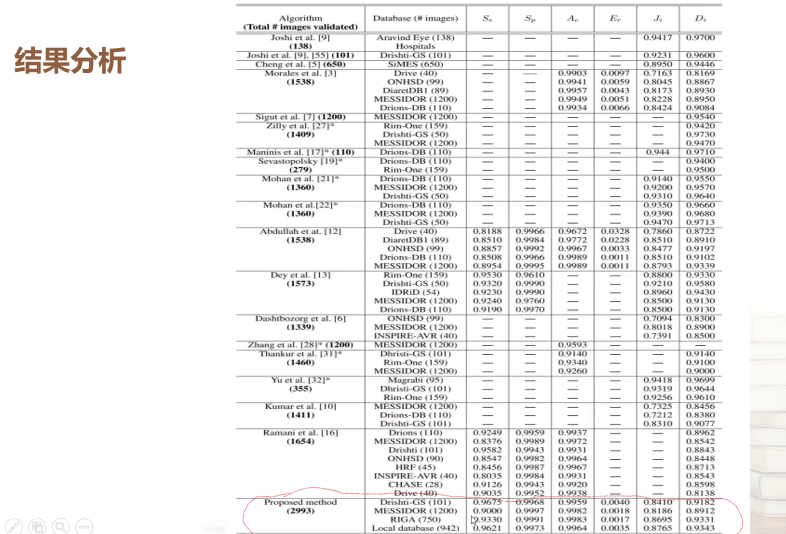 结果分析
Algorithm Database (# images) Se Sp Ac Er Ji Di
(Total # images validated)
Joshi et al. [9] Aravind Eye (138) — — — — 0.9417 0.9700
(138) Hospitals
Joshi et al. [9], [55] (101) Drishti-GS (101) — — — — 0.9231 0.9600
Cheng et al. [5] (650) SiMES (650) — — — — 0.8950 0.9446
Morales et al. [3] Drive (40) — — 0.9903 0.0097 0.7163 0.8169
(1538) ONHSD (99) — — 0.9941 0.0059 0.8045 0.8867
DiaretDB1 (89) — — 0.9957 0.0043 0.8173 0.8930
MESSIDOR (1200) — — 0.9949 0.0051 0.8228 0.8950
Drions-DB (110) — — 0.9934 0.0066 0.8424 0.9084
Sigut et al. [7] (1200) MESSIDOR (1200) — — — — — 0.9540
Zilly et al. [27]* Rim-One (159) — — — — — 0.9420
(1409) Drishti-GS (50) — — — — — 0.9730
MESSIDOR (1200) — — — — — 0.9470
Maninis et al. [17]* (110) Drions-DB (110) — — — — 0.944 0.9710
Sevastopolsky [19]* Drions-DB (110) — — — — — 0.9400
(279) Rim-One (159) — — — — — 0.9500
Mohan et al. [21]* Drions-DB (110) — — — — 0.9140 0.9550
(1360) MESSIDOR (1200) — — — — 0.9200 0.9570
Drishti-GS (50) — — — — 0.9310 0.9640
Mohan et al.[22]* Drions-DB (110) — — — — 0.9350 0.9660
(1360) MESSIDOR (1200) — — — — 0.9390 0.9680
Drishti-GS (50) — — — — 0.9470 0.9713
Abdullah et at. [12] Drive (40) 0.8188 0.9966 0.9672 0.0328 0.7860 0.8722
(1538) DiaretDB1 (89) 0.8510 0.9984 0.9772 0.0228 0.8510 0.8910
ONHSD (99) 0.8857 0.9992 0.9967 0.0033 0.8477 0.9197
Drions-DB (110) 0.8508 0.9966 0.9989 0.0011 0.8510 0.9102
MESSIDOR (1200) 0.8954 0.9995 0.9989 0.0011 0.8793 0.9339
Dey et al. [13] Rim-One (159) 0.9530 0.9610 — — 0.8800 0.9330
(1573) Drishti-GS (50) 0.9320 0.9990 — — 0.9210 0.9580
IDRiD (54) 0.9230 0.9990 — — 0.8960 0.9430
MESSIDOR (1200) 0.9240 0.9760 — — 0.8500 0.9130
Drions-DB (110) 0.9190 0.9970 — — 0.8500 0.9130
Dashtbozorg et al. [6] ONHSD (99) — — — — 0.7094 0.8300
(1339) MESSIDOR (1200) — — — — 0.8018 0.8900
INSPIRE-AVR (40) — — — — 0.7391 0.8500
Zhang et al. [28]* (1200) MESSIDOR (1200) — — 0.9593 — — —
Thankur et al. [31]* Dhristi-GS (101) — — 0.9140 — — 0.9140
(1460) Rim-One (159) — — 0.9340 — — 0.9100
MESSIDOR (1200) — — 0.9260 — — 0.9000
Yu et al. [32]* Magrabi (95) — — — — 0.9418 0.9699
(355) Dhristi-GS (101) — — — — 0.9319 0.9644
Rim-One (159) — — — — 0.9256 0.9610
Kumar et al. [10] MESSIDOR (1200) — — — — 0.7325 0.8456
(1411) Drions-DB (110) — — — — 0.7212 0.8380
Drishti-GS (101) — — — — 0.8310 0.9077
Ramani et al. [16] Drions (110) 0.9249 0.9959 0.9937 — — 0.8962
(1654) MESSIDOR (1200) 0.8376 0.9989 0.9972 — — 0.8542
Drishti (101) 0.9582 0.9943 0.9931 — — 0.8843
ONHSD (90) 0.8547 0.9982 0.9964 — — 0.8448
HRF (45) 0.8456 0.9987 0.9967 — — 0.8713
INSPIRE-AVR (40) 0.8035 0.9984 0.9931 — — 0.8543
CHASE (28) 0.9126 0.9943 0.9920 — — 0.8598
Drive (40) 0.9035 0.9952 0.9938 — — 0.8138
Proposed method Drishti-GS (101) 0.9675 0.9968 0.9959 0.0040 0.8410 0.9182
(2993) MESSIDOR (1200) 0.9000 0.9997 0.9982 0.0018 0.8186 0.8912
RIGA (750) 0.9330 0.9991 0.9983 0.0017 0.8695 0.9331
Local database (942) 0.9621 0.9973 0.9964 0.0035 0.8765 0.9343